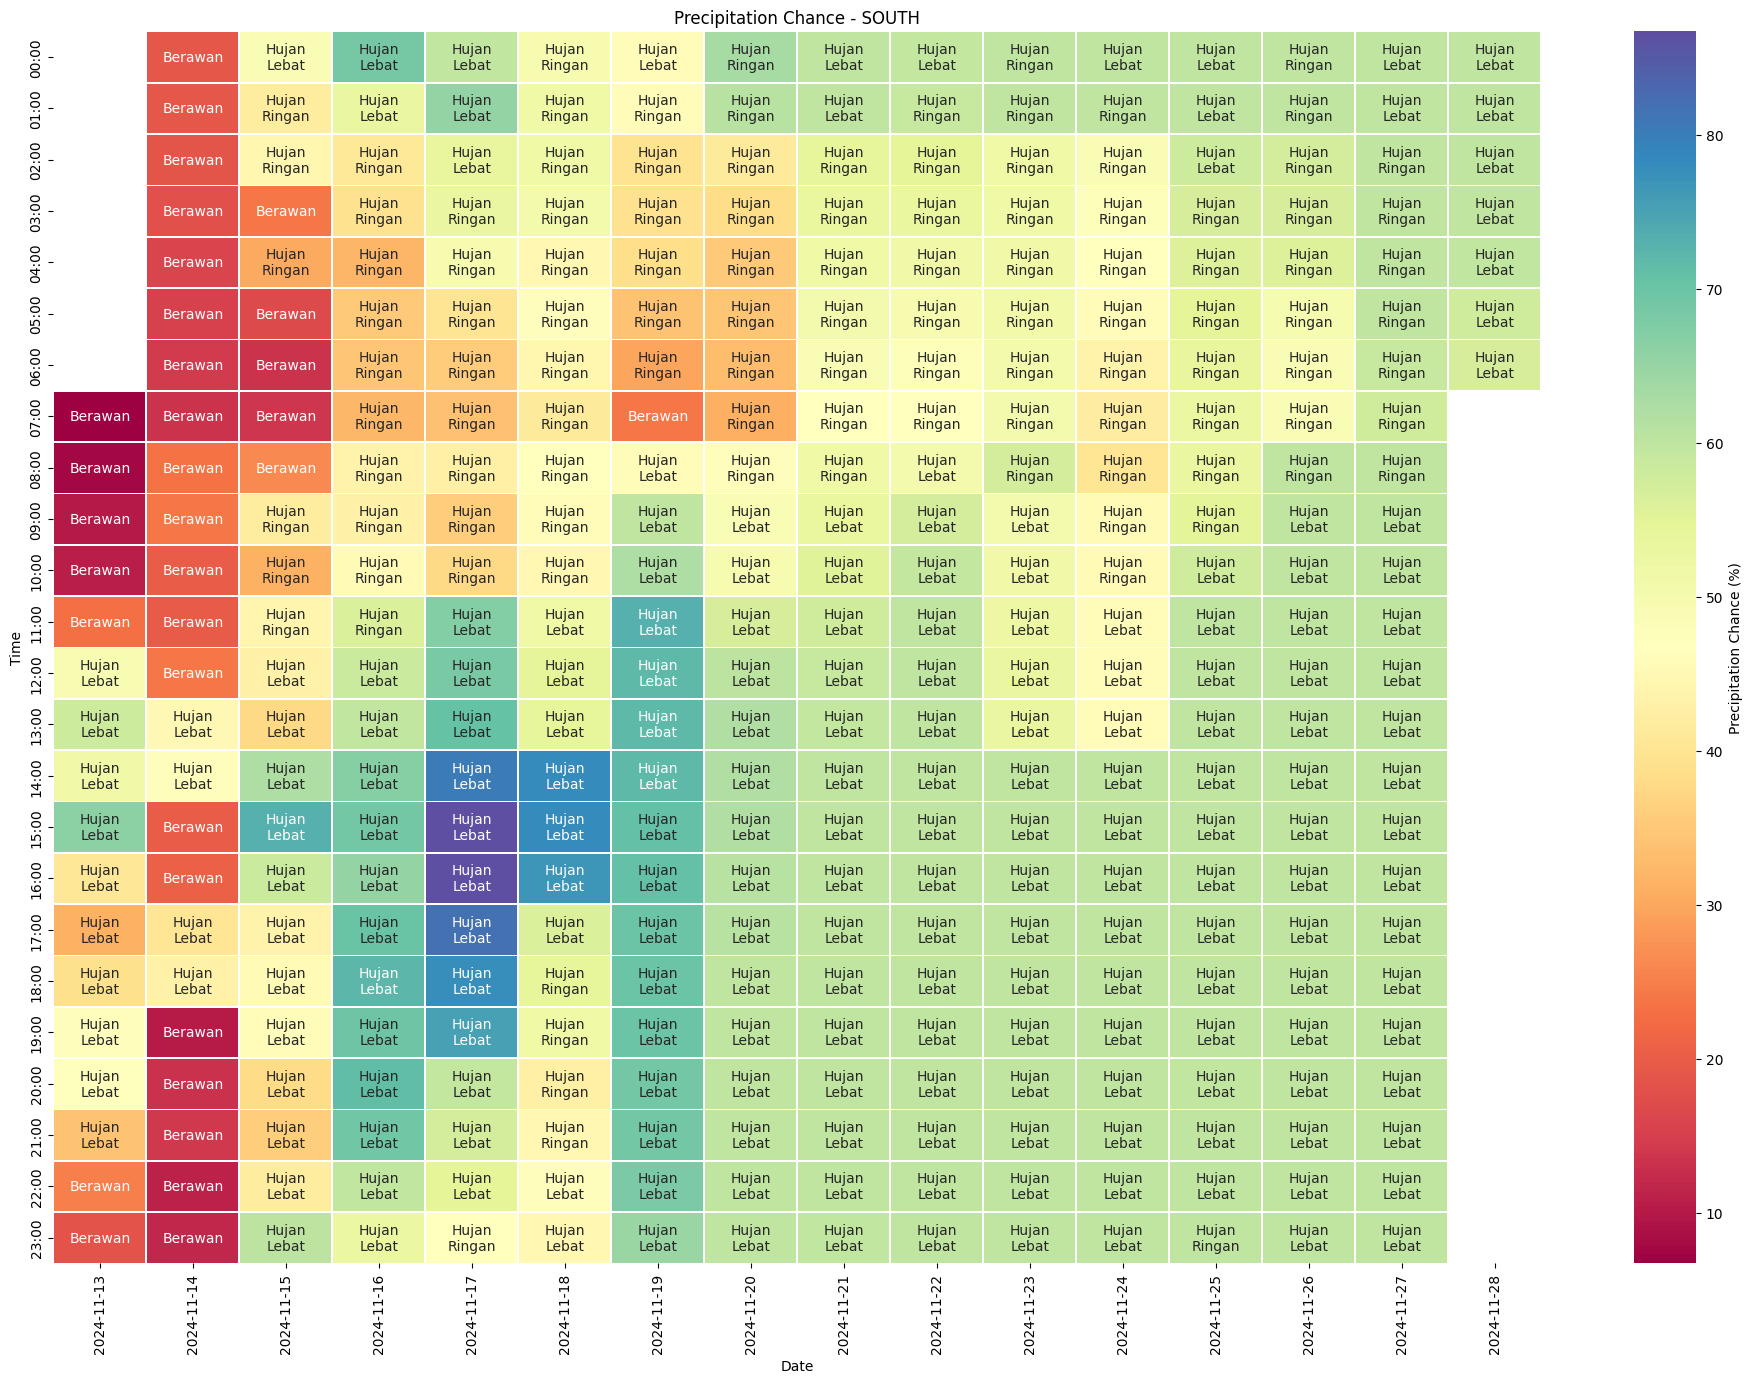 Precipitation Chance - SOUTH
00:00 Berawan Hujan Lebat Hujan Lebat Hujan Lebat Hujan Ringan Hujan Lebat Hujan Ringan Hujan Lebat Hujan Lebat Hujan Ringan Hujan Lebat Hujan Lebat Hujan Ringan Hujan Lebat Hujan Lebat
01:00 Berawan Hujan Ringan Hujan Lebat Hujan Lebat Hujan Ringan Hujan Ringan Hujan Ringan Hujan Lebat Hujan Ringan Hujan Ringan Hujan Ringan Hujan Lebat Hujan Ringan Hujan Lebat Hujan Lebat
02:00 Berawan Hujan Ringan Hujan Ringan Hujan Lebat Hujan Ringan Hujan Ringan Hujan Ringan Hujan Ringan Hujan Ringan Hujan Ringan Hujan Ringan Hujan Lebat Hujan Ringan Hujan Ringan Hujan Lebat
03:00 Berawan Berawan Hujan Ringan Hujan Ringan Hujan Ringan Hujan Ringan Hujan Ringan Hujan Ringan Hujan Ringan Hujan Ringan Hujan Ringan Hujan Ringan Hujan Ringan Hujan Ringan Hujan Lebat
04:00 Berawan Hujan Ringan Hujan Ringan Hujan Ringan Hujan Ringan Hujan Ringan Hujan Ringan Hujan Ringan Hujan Ringan Hujan Ringan Hujan Ringan Hujan Ringan Hujan Ringan Hujan Ringan Hujan Lebat
05:00 Berawan Berawan Hujan Ringan Hujan Ringan Hujan Ringan Hujan Ringan Hujan Ringan Hujan Ringan Hujan Ringan Hujan Ringan Hujan Ringan Hujan Ringan Hujan Ringan Hujan Ringan Hujan Lebat
06:00 Berawan Berawan Hujan Ringan Hujan Ringan Hujan Ringan Hujan Ringan Hujan Ringan Hujan Ringan Hujan Ringan Hujan Ringan Hujan Ringan Hujan Ringan Hujan Ringan Hujan Ringan Hujan Lebat
07:00 Berawan Berawan Berawan Hujan Ringan Hujan Ringan Hujan Ringan Berawan Hujan Ringan Hujan Ringan Hujan Ringan Hujan Ringan Hujan Ringan Hujan Ringan Hujan Ringan Hujan Ringan
08:00 Berawan Berawan Berawan Hujan Ringan Hujan Ringan Hujan Ringan Hujan Lebat Hujan Ringan Hujan Ringan Hujan Lebat Hujan Ringan Hujan Ringan Hujan Ringan Hujan Ringan Hujan Ringan
09:00 Berawan Berawan Hujan Ringan Hujan Ringan Hujan Ringan Hujan Ringan Hujan Lebat Hujan Lebat Hujan Lebat Hujan Lebat Hujan Lebat Hujan Ringan Hujan Ringan Hujan Lebat Hujan Lebat
10:00 Berawan Berawan Hujan Ringan Hujan Ringan Hujan Ringan Hujan Ringan Hujan Lebat Hujan Lebat Hujan Lebat Hujan Lebat Hujan Lebat Hujan Ringan Hujan Lebat Hujan Lebat Hujan Lebat
11:00 Berawan Berawan Hujan Ringan Hujan Ringan Hujan Lebat Hujan Lebat Hujan Lebat Hujan Lebat Hujan Lebat Hujan Lebat Hujan Lebat Hujan Lebat Hujan Lebat Hujan Lebat Hujan Lebat
12:00 Hujan Lebat Berawan Hujan Lebat Hujan Lebat Hujan Lebat Hujan Lebat Hujan Lebat Hujan Lebat Hujan Lebat Hujan Lebat Hujan Lebat Hujan Lebat Hujan Lebat Hujan Lebat Hujan Lebat
13:00 Hujan Lebat Hujan Lebat Hujan Lebat Hujan Lebat Hujan Lebat Hujan Lebat Hujan Lebat Hujan Lebat Hujan Lebat Hujan Lebat Hujan Lebat Hujan Lebat Hujan Lebat Hujan Lebat Hujan Lebat
14:00 Hujan Lebat Hujan Lebat Hujan Lebat Hujan Lebat Hujan Lebat Hujan Lebat Hujan Lebat Hujan Lebat Hujan Lebat Hujan Lebat Hujan Lebat Hujan Lebat Hujan Lebat Hujan Lebat Hujan Lebat
15:00 Hujan Lebat Berawan Hujan Lebat Hujan Lebat Hujan Lebat Hujan Lebat Hujan Lebat Hujan Lebat Hujan Lebat Hujan Lebat Hujan Lebat Hujan Lebat Hujan Lebat Hujan Lebat Hujan Lebat
16:00 Hujan Lebat Berawan Hujan Lebat Hujan Lebat Hujan Lebat Hujan Lebat Hujan Lebat Hujan Lebat Hujan Lebat Hujan Lebat Hujan Lebat Hujan Lebat Hujan Lebat Hujan Lebat Hujan Lebat
17:00 Hujan Lebat Hujan Lebat Hujan Lebat Hujan Lebat Hujan Lebat Hujan Lebat Hujan Lebat Hujan Lebat Hujan Lebat Hujan Lebat Hujan Lebat Hujan Lebat Hujan Lebat Hujan Lebat Hujan Lebat
18:00 Hujan Lebat Hujan Lebat Hujan Lebat Hujan Lebat Hujan Lebat Hujan Ringan Hujan Lebat Hujan Lebat Hujan Lebat Hujan Lebat Hujan Lebat Hujan Lebat Hujan Lebat Hujan Lebat Hujan Lebat
19:00 Hujan Lebat Berawan Hujan Lebat Hujan Lebat Hujan Lebat Hujan Ringan Hujan Lebat Hujan Lebat Hujan Lebat Hujan Lebat Hujan Lebat Hujan Lebat Hujan Lebat Hujan Lebat Hujan Lebat
20:00 Hujan Lebat Berawan Hujan Lebat Hujan Lebat Hujan Lebat Hujan Ringan Hujan Lebat Hujan Lebat Hujan Lebat Hujan Lebat Hujan Lebat Hujan Lebat Hujan Lebat Hujan Lebat Hujan Lebat
21:00 Hujan Lebat Berawan Hujan Lebat Hujan Lebat Hujan Lebat Hujan Ringan Hujan Lebat Hujan Lebat Hujan Lebat Hujan Lebat Hujan Lebat Hujan Lebat Hujan Lebat Hujan Lebat Hujan Lebat
22:00 Berawan Berawan Hujan Lebat Hujan Lebat Hujan Lebat Hujan Lebat Hujan Lebat Hujan Lebat Hujan Lebat Hujan Lebat Hujan Lebat Hujan Lebat Hujan Lebat Hujan Lebat Hujan Lebat
23:00 Berawan Berawan Hujan Lebat Hujan Lebat Hujan Ringan Hujan Lebat Hujan Lebat Hujan Lebat Hujan Lebat Hujan Lebat Hujan Lebat Hujan Lebat Hujan Ringan Hujan Lebat Hujan Lebat
Time
2024-11-13 2024-11-14 2024-11-15 2024-11-16 2024-11-17 2024-11-18 2024-11-19 2024-11-20 2024-11-21 2024-11-22 2024-11-23 2024-11-24 2024-11-25 2024-11-26 2024-11-27 2024-11-28
Date
80
70
60
50
40
30
20
10
Precipitation Chance (%)